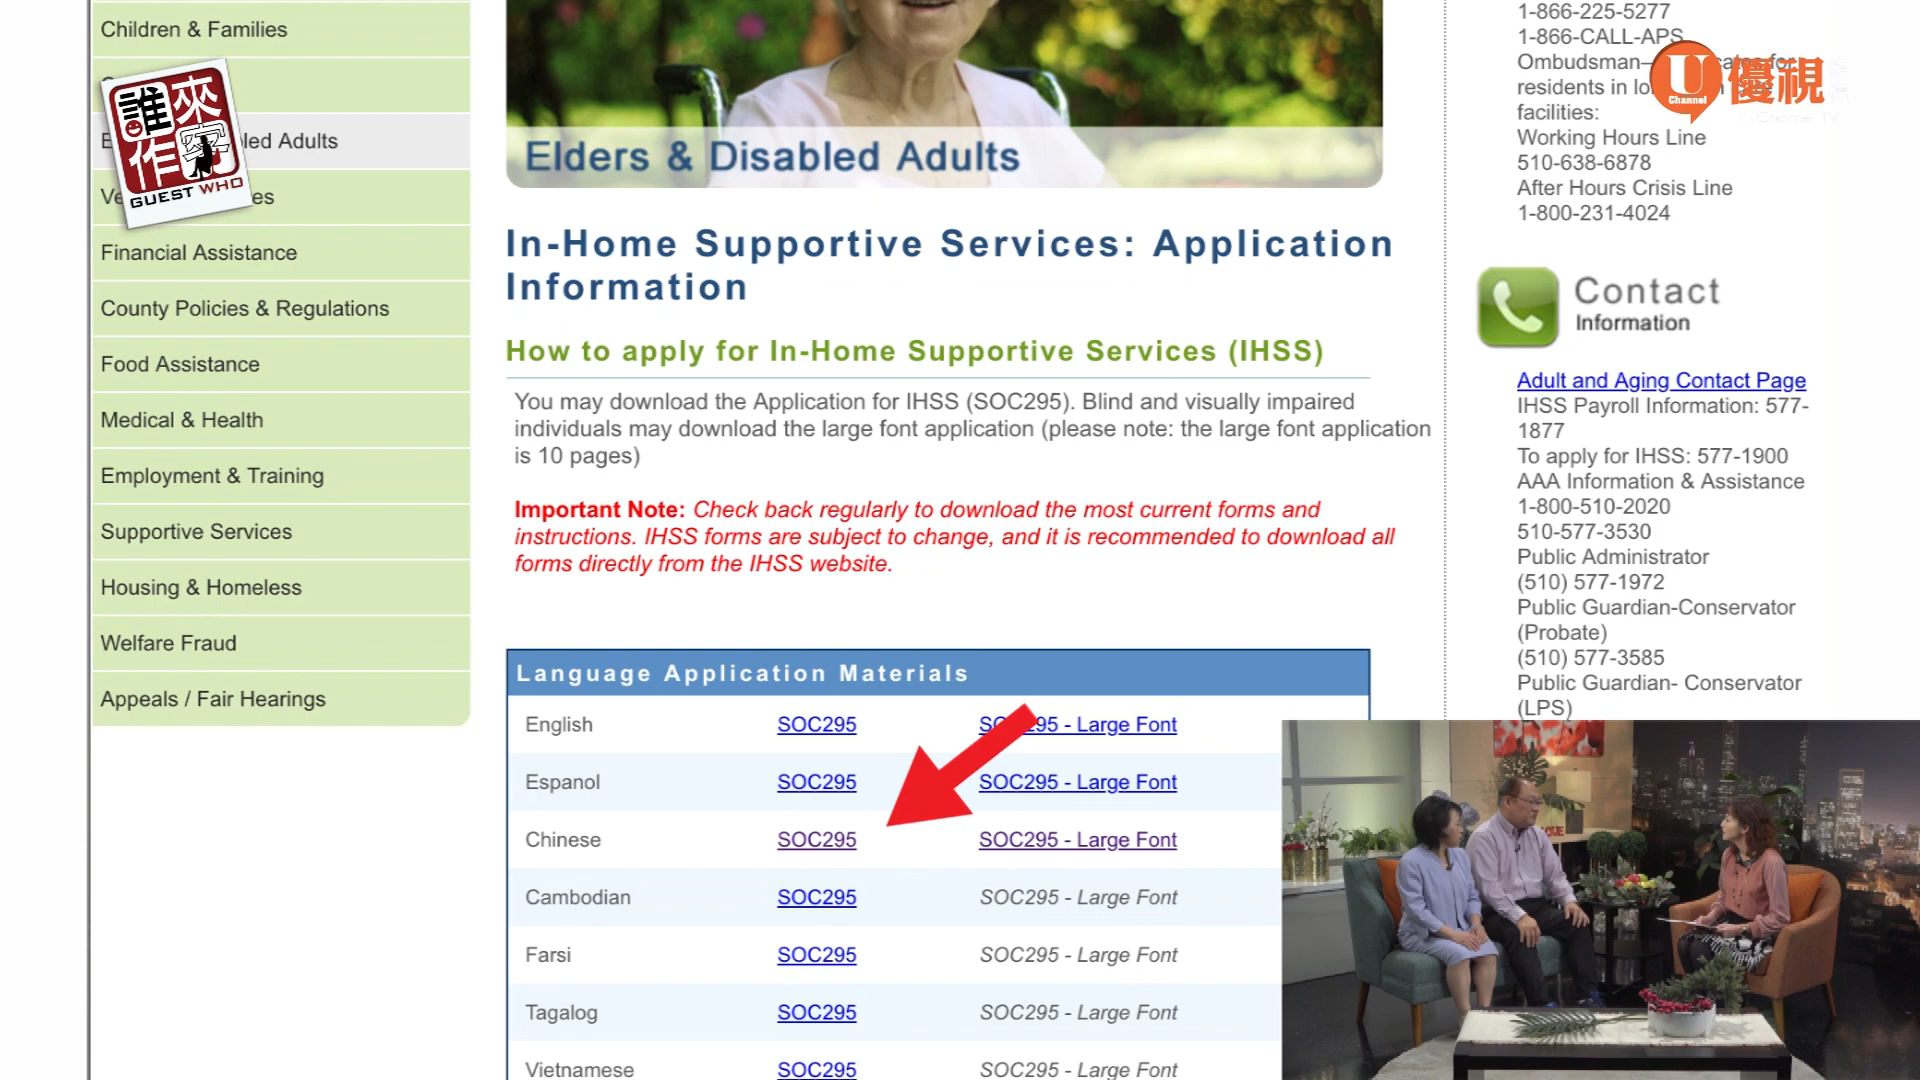 Children & Families
誰來
作客
GUEST WHO
led Adults
Financial Assistance
County Policies & Regulations
Food Assistance
Medical & Health
Employment & Training
Supportive Services
Housing & Homeless
Welfare Fraud
Appeals / Fair Hearings
Elders & Disabled Adults
In-Home Supportive Services: Application
Information
How to apply for In-Home Supportive Services (IHSS)
You may download the Application for IHSS (SOC295). Blind and visually impaired
individuals may download the large font application (please note: the large font application
is 10 pages)
Important Note: Check back regularly to download the most current forms and
instructions. IHSS forms are subject to change, and it is recommended to download all
forms directly from the IHSS website.
Language Application Materials
English SOC295 SOC295 - Large Font
Espanol SOC295 SOC295 - Large Font
Chinese SOC295 SOC295 - Large Font
Cambodian SOC295 SOC295 - Large Font
Farsi SOC295 SOC295 - Large Font
Tagalog SOC295 SOC295 - Large Font
Vietnamese SOC295 SOC295 - Large Font
1-866-225-5277
1-866-CALL-APS
Ombudsman— for
residents in
facilities:
Working Hours Line
510-638-6878
After Hours Crisis Line
1-800-231-4024
U Channel 優視
Contact
Information
Adult and Aging Contact Page
IHSS Payroll Information: 577-
1877
To apply for IHSS: 577-1900
AAA Information & Assistance
1-800-510-2020
510-577-3530
Public Administrator
(510) 577-1972
Public Guardian-Conservator
(Probate)
(510) 577-3585
Public Guardian- Conservator
(LPS)